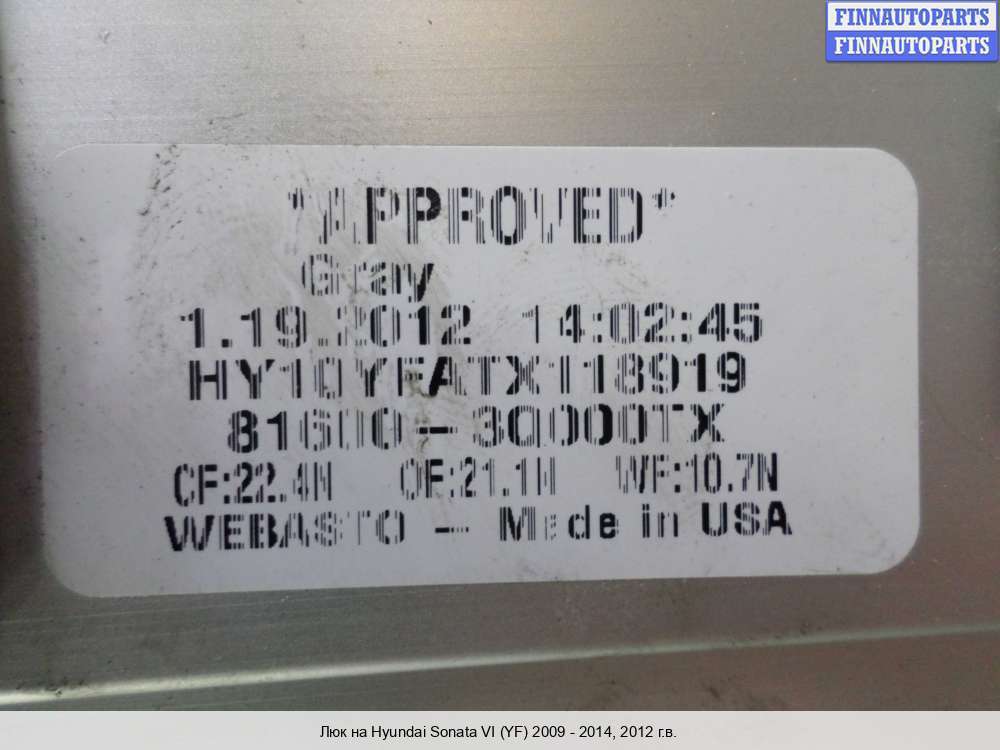 FINNAUTOPARTS
FINNAUTOPARTS
*APPROVED*
Gray
1.19.2012 14:02:45
HY10YFATX118919
81600-3Q000TX
CF:22.4N OF:21.1N WF:10.7N
WEBASTO - Made in USA
Люк на Hyundai Sonata VI (YF) 2009 - 2014, 2012 г.в.